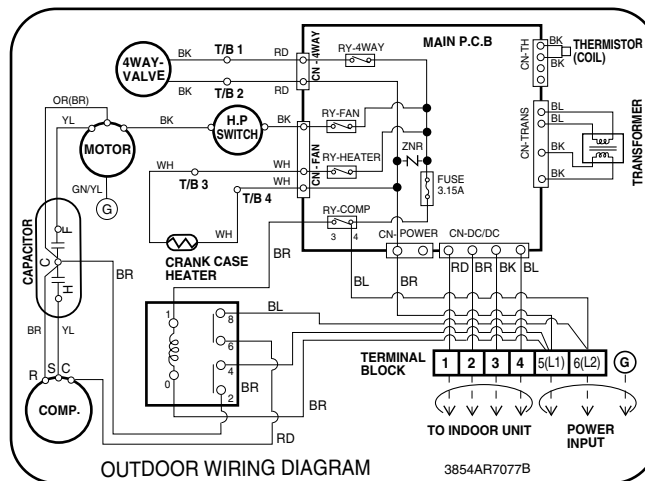 MAIN P.C.B
4WAY-
VALVE
BK
T/B 1
RD
BK
T/B 2
RD
CN - 4WAY
RY-4WAY
CN-TH
BK
BK
THERMISTOR
(COIL)
OR(BR)
YL
MOTOR
BK
H.P
SWITCH
BK
RY-FAN
CN - FAN
ZNR
RY-HEATER
FUSE
3.15A
CN-TRANS
BL
BL
BK
BK
TRANSFORMER
GN/YL
G
WH
T/B 3
WH
WH
T/B 4
WH
WH
CRANK CASE
HEATER
RY-COMP
3
4
CN- POWER
CN-DC/DC
CAPACITOR
F
C
H
BR
BR
BL
BR
RD
BR
BK
BL
BR
YL
1
0
8
6
4
2
BL
BR
BR
RD
R
S
C
COMP.
TERMINAL
BLOCK
1
2
3
4
5(L1)
6(L2)
G
TO INDOOR UNIT
POWER
INPUT
OUTDOOR WIRING DIAGRAM
3854AR7077B